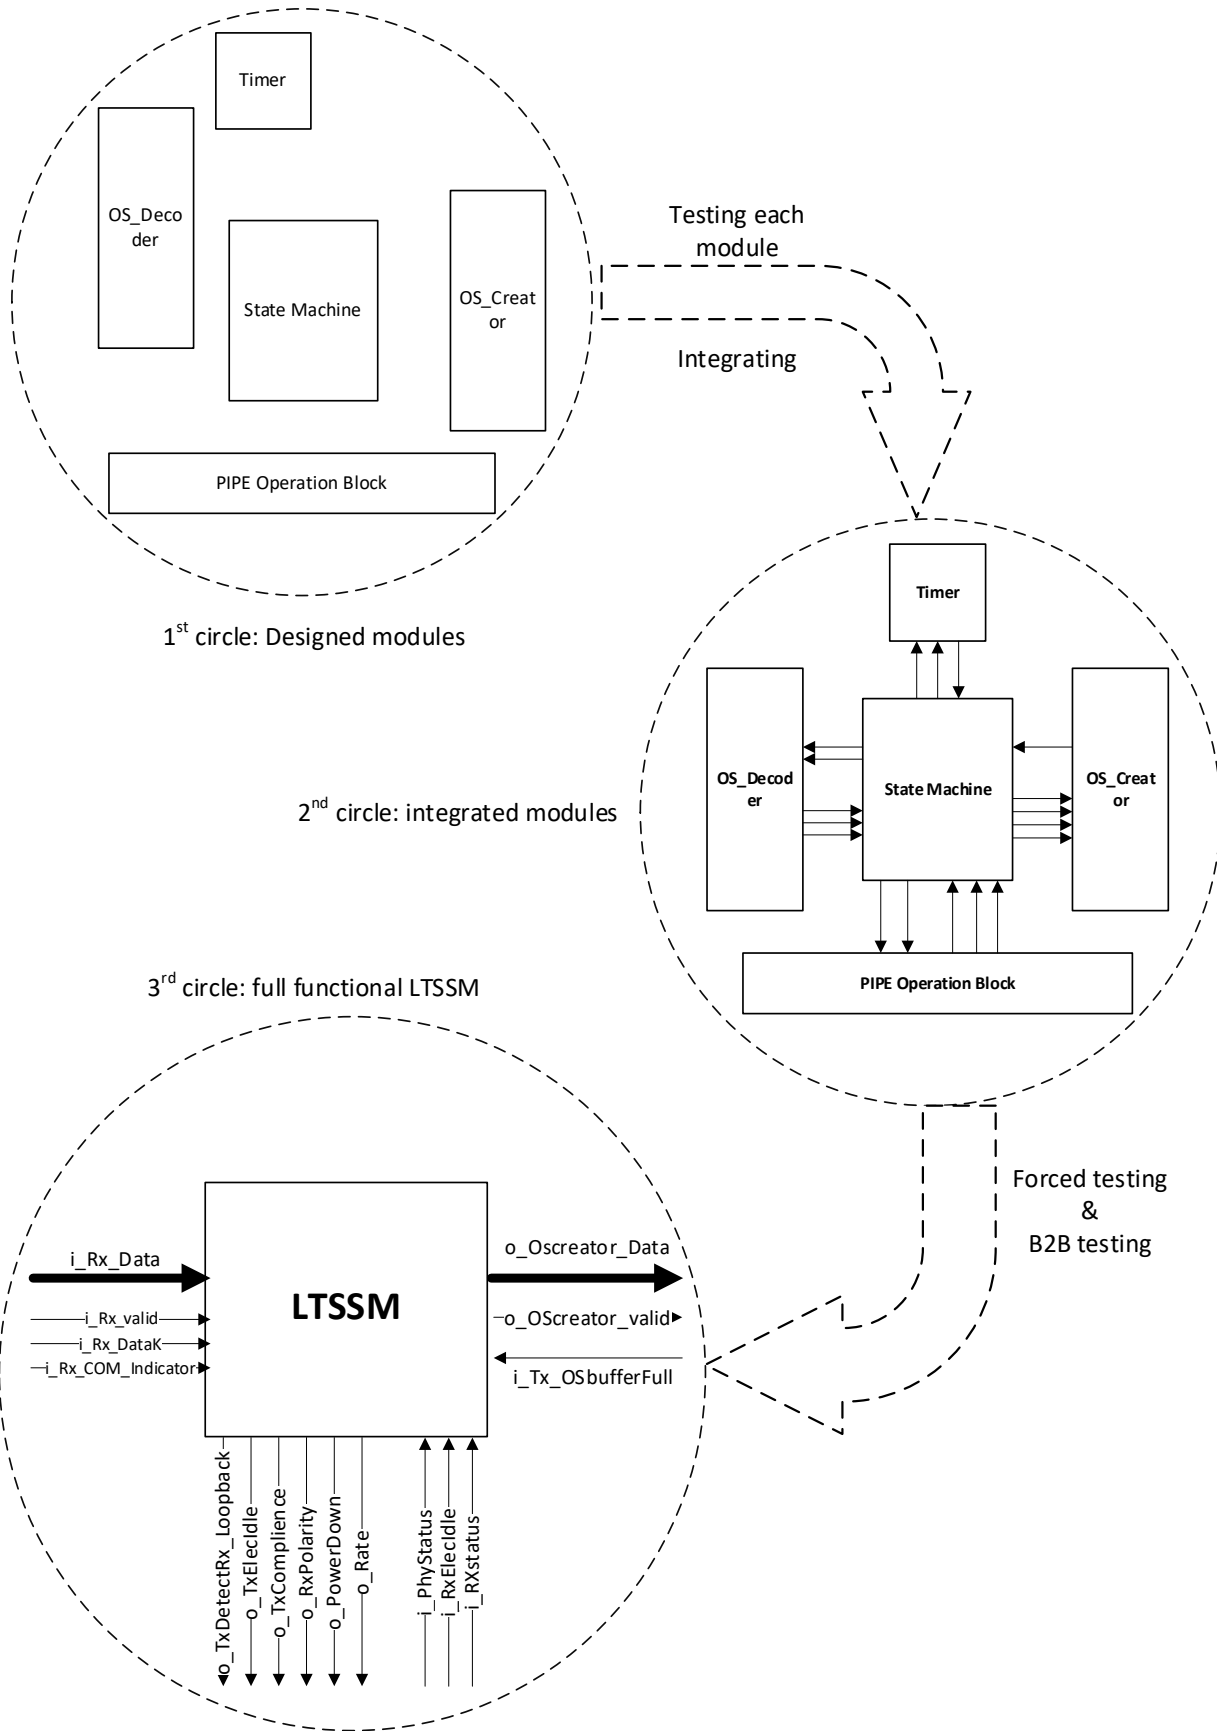 Timer
OS_Deco
der
State Machine
OS_Creat
or
PIPE Operation Block
Testing each
module
Integrating
1st circle: Designed modules
Timer
OS_Decod
er
State Machine
OS_Creat
or
PIPE Operation Block
2nd circle: integrated modules
Forced testing
&
B2B testing
3rd circle: full functional LTSSM
i_Rx_Data
i_Rx_valid
i_Rx_DataK
i_Rx_COM_Indicator
LTSSM
o_Oscreator_Data
o_OScreator_valid
i_Tx_OSbufferFull
o_TxDetectRx_Loopback
o_TxElecIdle
o_TxComplience
o_RxPolarity
o_PowerDown
o_Rate
i_PhyStatus
i_RxElecIdle
i_RXstatus